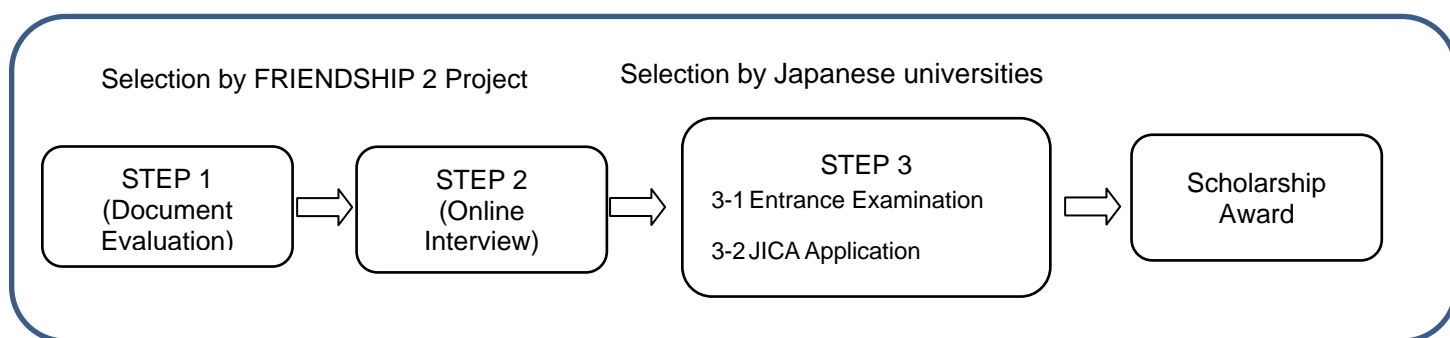 Selection by FRIENDSHIP 2 Project
Selection by Japanese universities
STEP 1
(Document
Evaluation)
STEP 2
(Online
Interview)
STEP 3
3-1 Entrance Examination
3-2 JICA Application
Scholarship
Award